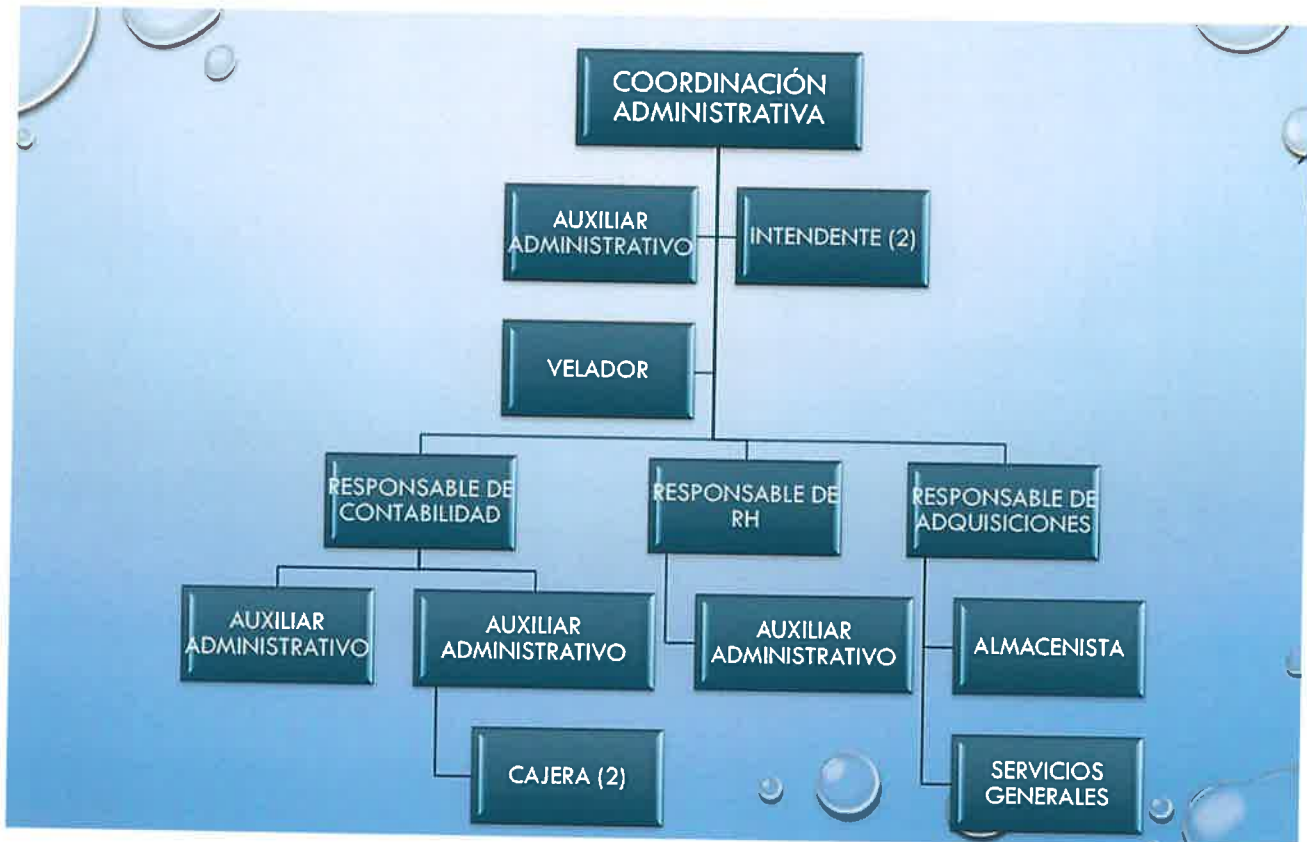 COORDINACIÓN
ADMINISTRATIVA
AUXILIAR
ADMINISTRATIVO
INTENDENTE (2)
VELADOR
RESPONSABLE DE
CONTABILIDAD
RESPONSABLE DE
RH
RESPONSABLE DE
ADQUISICIONES
AUXILIAR
ADMINISTRATIVO
AUXILIAR
ADMINISTRATIVO
AUXILIAR
ADMINISTRATIVO
ALMACENISTA
CAJERA (2)
SERVICIOS
GENERALES